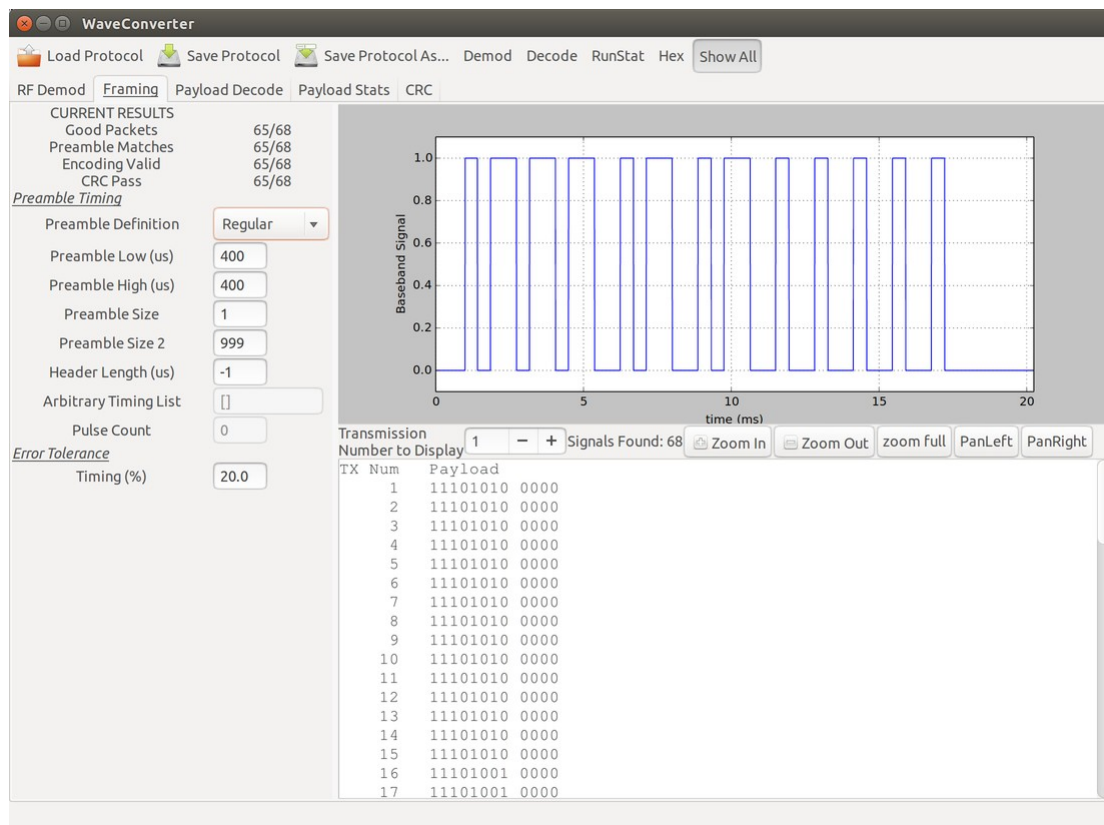 WaveConverter
Load Protocol Save Protocol Save Protocol As... Demod Decode RunStat Hex Show All
RF Demod Framing Payload Decode Payload Stats CRC
CURRENT RESULTS
Good Packets 65/68
Preamble Matches 65/68
Encoding Valid 65/68
CRC Pass 65/68
Preamble Timing
Preamble Definition Regular
Preamble Low (us) 400
Preamble High (us) 400
Preamble Size 1
Preamble Size 2 999
Header Length (us) -1
Arbitrary Timing List []
Pulse Count 0
Error Tolerance
Timing (%) 20.0
Baseband Signal
1.0
0.8
0.6
0.4
0.2
0.0
0 5 10 15 20
time (ms)
Transmission
Number to Display 1 − + Signals Found: 68 Zoom In Zoom Out zoom full PanLeft PanRight
TX Num Payload
1 11101010 0000
2 11101010 0000
3 11101010 0000
4 11101010 0000
5 11101010 0000
6 11101010 0000
7 11101010 0000
8 11101010 0000
9 11101010 0000
10 11101010 0000
11 11101010 0000
12 11101010 0000
13 11101010 0000
14 11101010 0000
15 11101010 0000
16 11101001 0000
17 11101001 0000